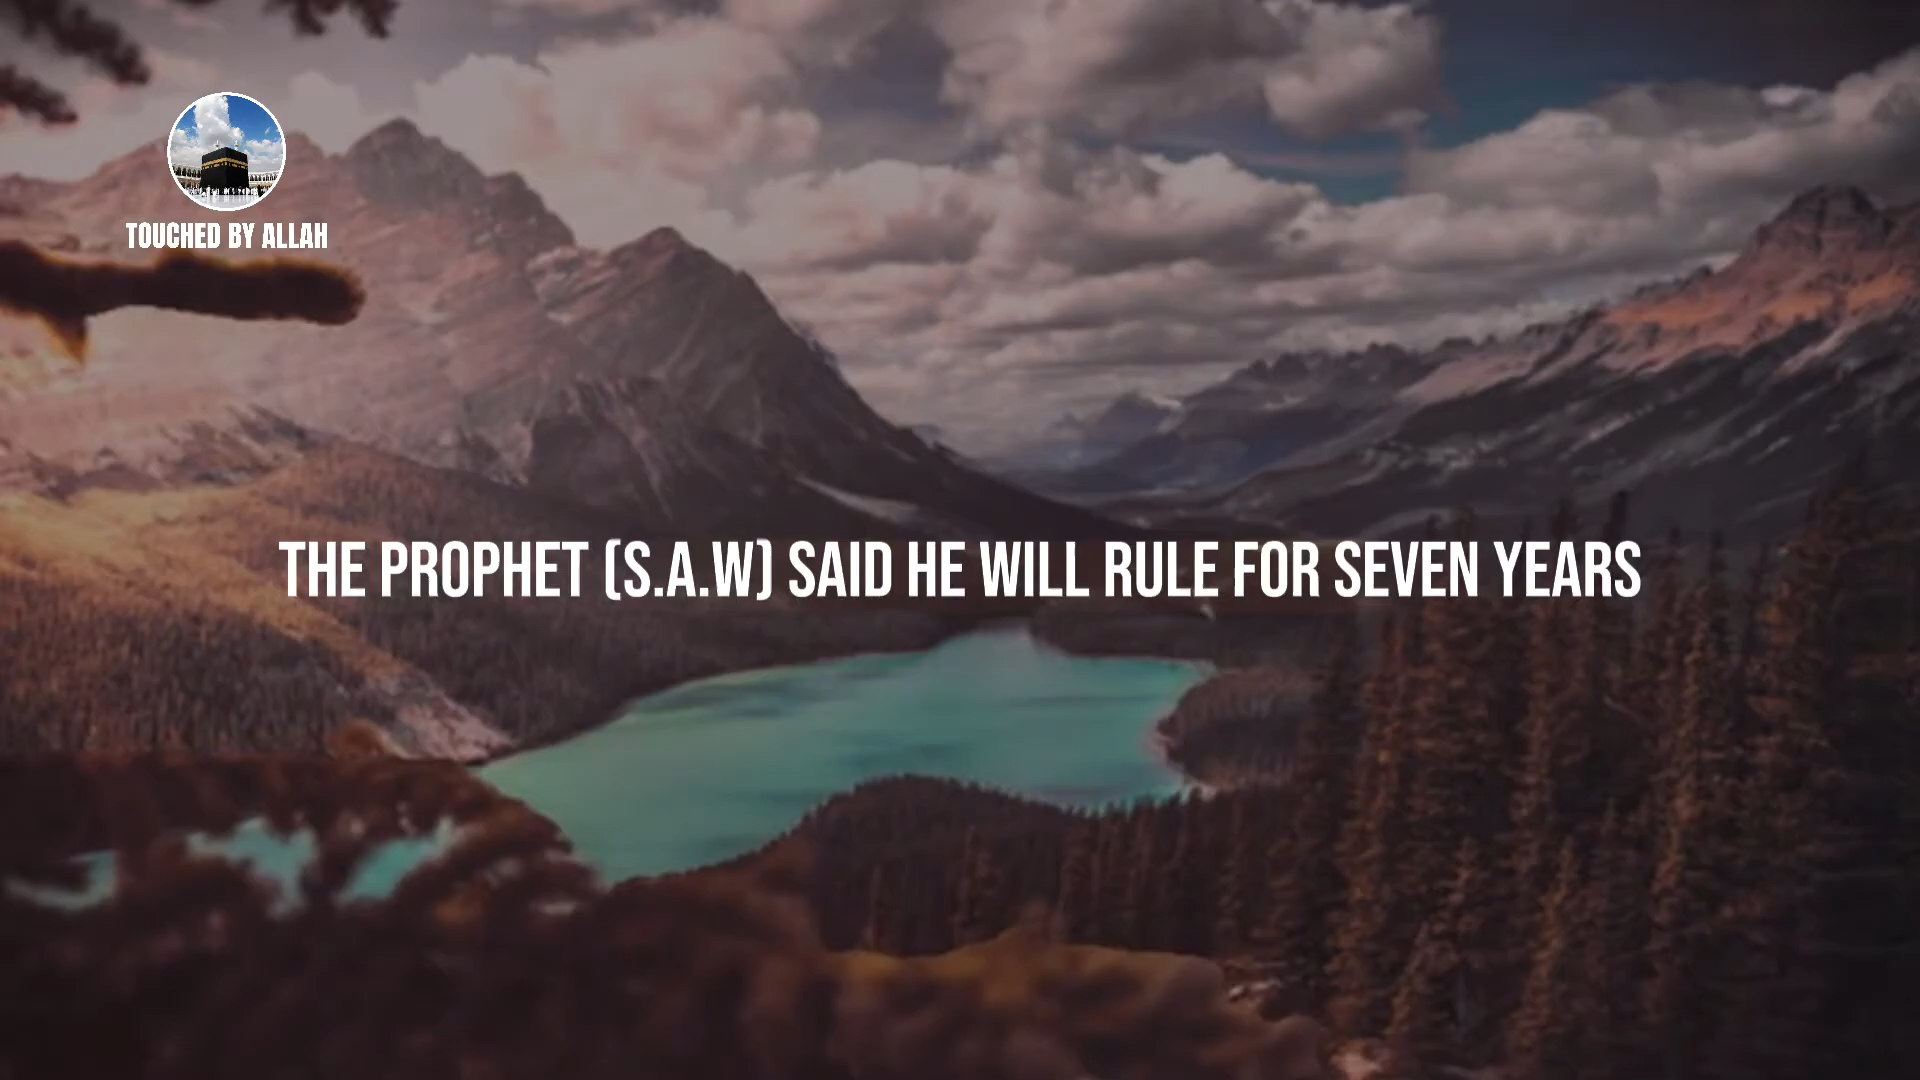 TOUCHED BY ALLAH
THE PROPHET (S.A.W) SAID HE WILL RULE FOR SEVEN YEARS